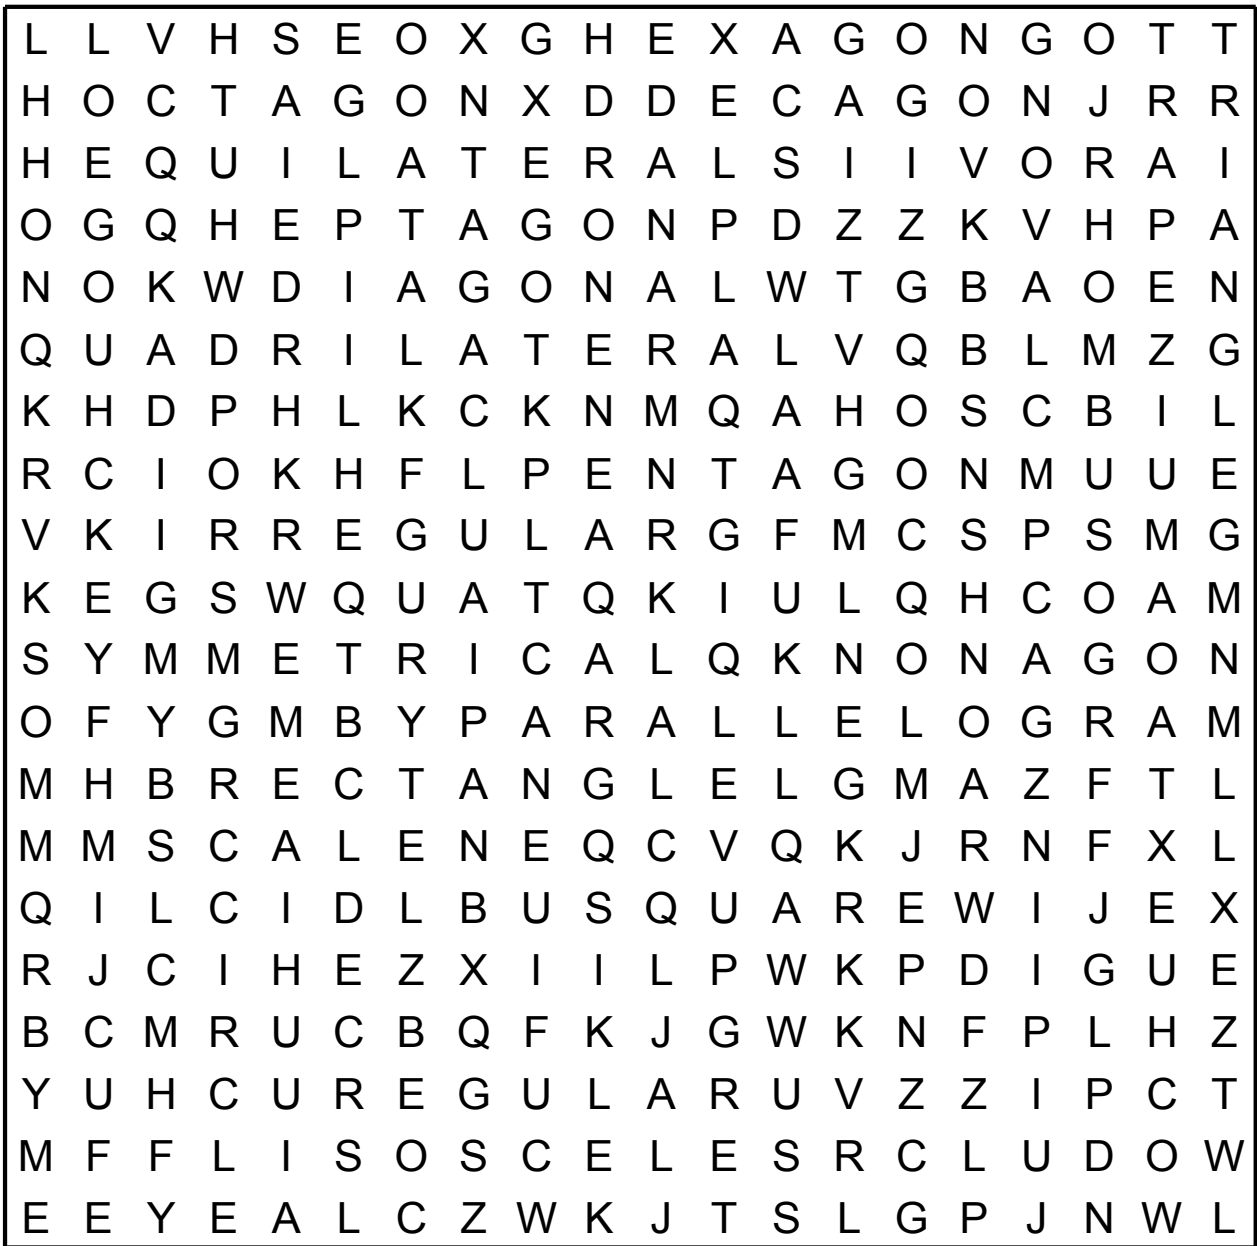 L L V H S E O X G H E X A G O N G O T T
H O C T A G O N X D D E C A G O N J R R
H E Q U I L A T E R A L S I I V O R A I
O G Q H E P T A G O N P D Z Z K V H P A
N O K W D I A G O N A L W T G B A O E N
Q U A D R I L A T E R A L V Q B L M Z G
K H D P H L K C K N M Q A H O S C B I L
R C I O K H F L P E N T A G O N M U U E
V K I R R E G U L A R G F M C S P S M G
K E G S W Q U A T Q K I U L Q H C O A M
S Y M M E T R I C A L Q K N O N A G O N
O F Y G M B Y P A R A L L E L O G R A M
M H B R E C T A N G L E L G M A Z F T L
M M S C A L E N E Q C V Q K J R N F X L
Q I L C I D L B U S Q U A R E W I J E X
R J C I H E Z X I I L P W K P D I G U E
B C M R U C B Q F K J G W K N F P L H Z
Y U H C U R E G U L A R U V Z Z I P C T
M F F L I S O S C E L E S R C L U D O W
E E Y E A L C Z W K J T S L G P J N W L